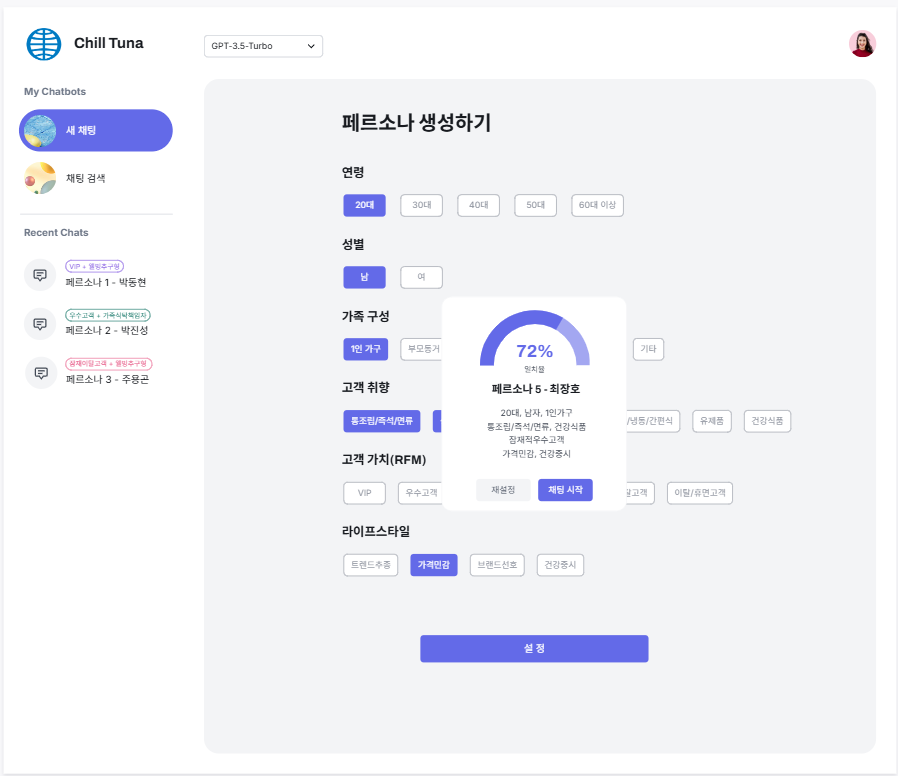 Chill Tuna
GPT-3.5-Turbo
My Chatbots
새 채팅
채팅 검색
Recent Chats
VIP + 웰빙추구형
페르소나 1 - 박동현
우수고객 + 가족식탁책임자
페르소나 2 - 박진성
잠재이탈고객 + 웰빙추구형
페르소나 3 - 주용곤
페르소나 생성하기
연령
20대 30대 40대 50대 60대 이상
성별
남 여
가족 구성
1인 가구 부모동거 기타
고객 취향
통조림/즉석/면류 /냉동/간편식 유제품 건강식품
고객 가치(RFM)
VIP 우수고객 이탈/휴면고객
라이프스타일
트렌드추종 가격민감 브랜드선호 건강중시
설 정
72%
일치율
페르소나 5 - 최장호
20대, 남자, 1인가구
통조림/즉석/면류, 건강식품
잠재적우수고객
가격민감, 건강중시
재설정 채팅 시작